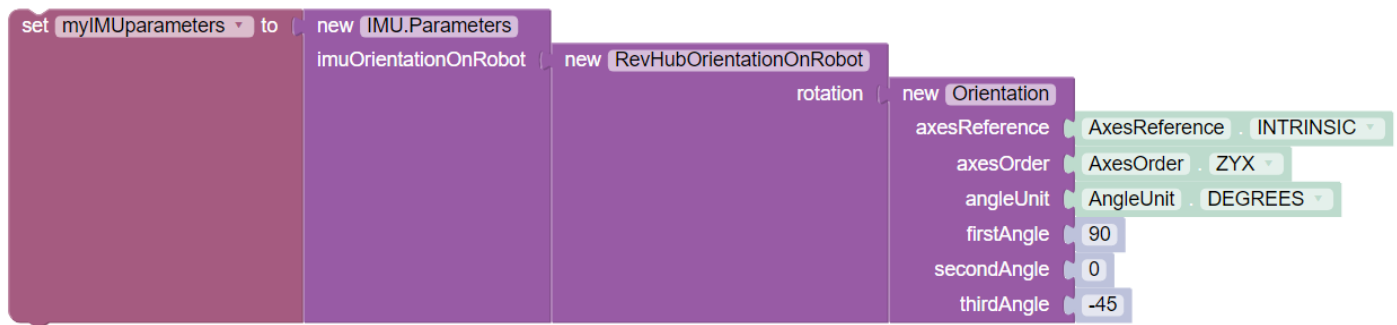 set myIMUparameters to new IMU.Parameters
imuOrientationOnRobot new RevHubOrientationOnRobot
rotation new Orientation
axesReference AxesReference . INTRINSIC
axesOrder AxesOrder . ZYX
angleUnit AngleUnit . DEGREES
firstAngle 90
secondAngle 0
thirdAngle -45